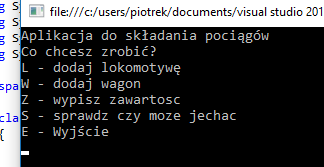 file:///c:/users/piotrek/documents/visual studio 201
Aplikacja do składania pociągów
Co chcesz zrobić?
L - dodaj lokomotywę
W - dodaj wagon
Z - wypisz zawartosc
S - sprawdz czy moze jechac
E - Wyjście